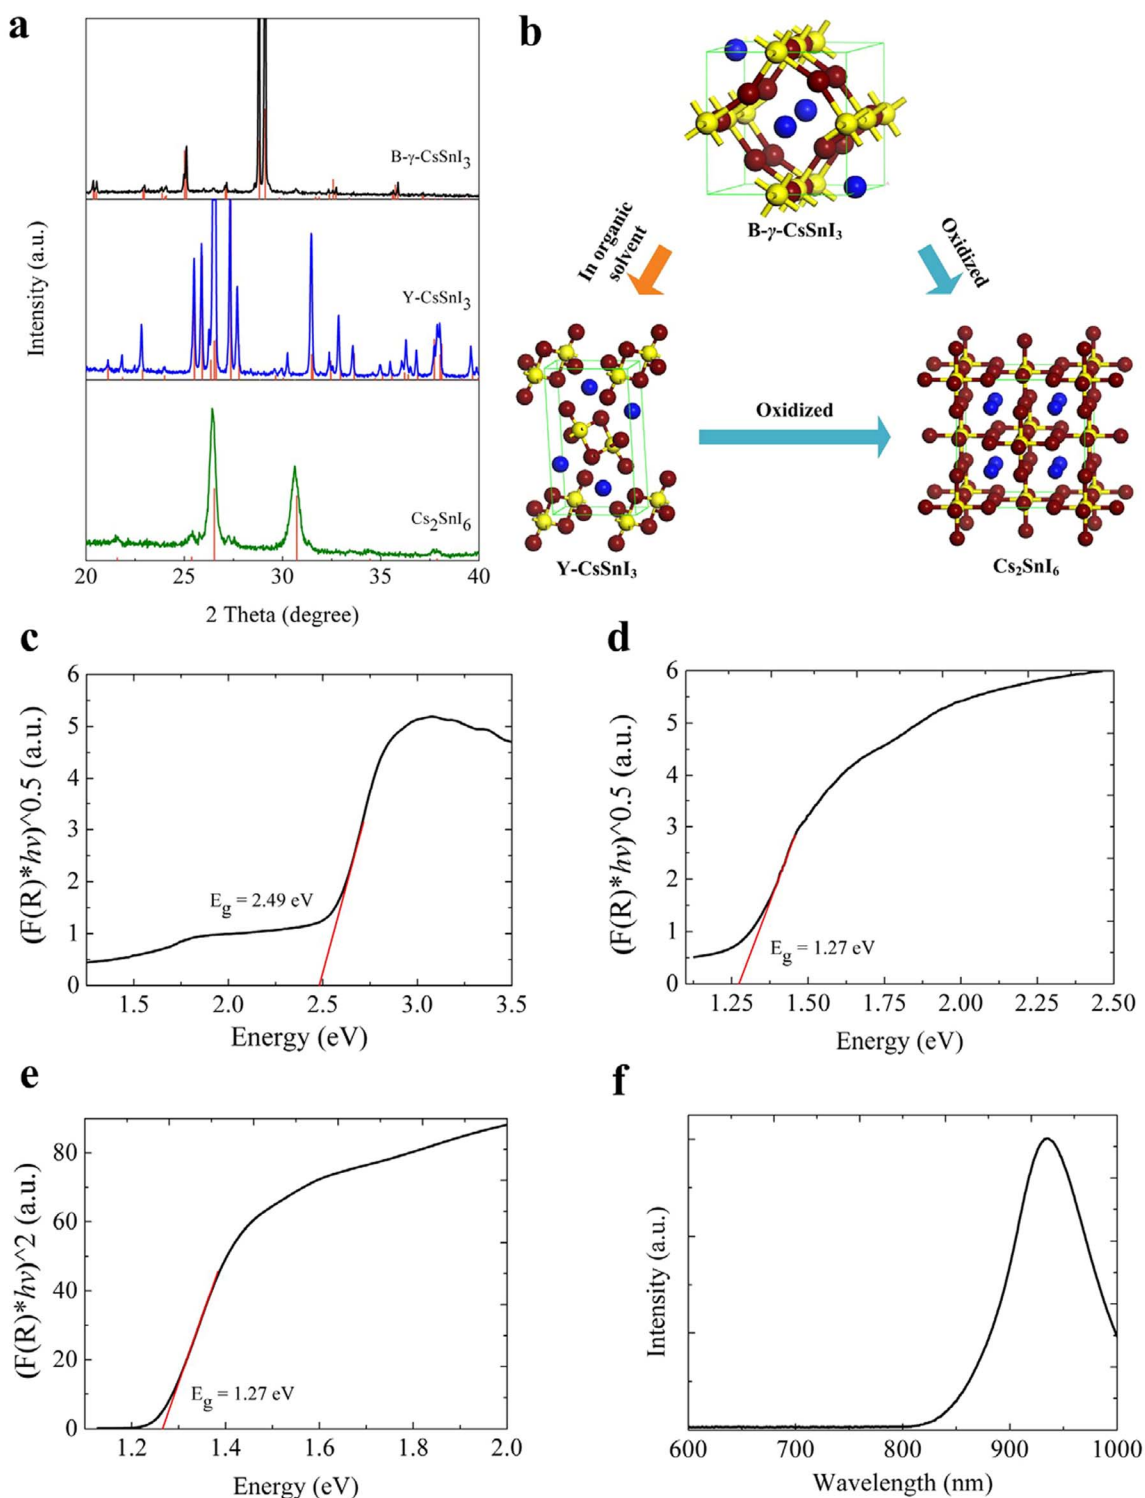 a
B-γ-CsSnI3
Y-CsSnI3
Cs2SnI6
Intensity (a.u.)
20
25
30
35
40
2 Theta (degree)
b
B-γ-CsSnI3
In organic
solvent
Oxidized
Oxidized
Y-CsSnI3
Cs2SnI6
c
6
5
4
3
2
1
0
(F(R)*hν)^0.5 (a.u.)
Eg = 2.49 eV
1.5
2.0
2.5
3.0
3.5
Energy (eV)
d
6
5
4
3
2
1
0
(F(R)*hν)^0.5 (a.u.)
Eg = 1.27 eV
1.25
1.50
1.75
2.00
2.25
2.50
Energy (eV)
e
80
60
40
20
0
(F(R)*hν)^2 (a.u.)
Eg = 1.27 eV
1.2
1.4
1.6
1.8
2.0
Energy (eV)
f
Intensity (a.u.)
600
700
800
900
1000
Wavelength (nm)